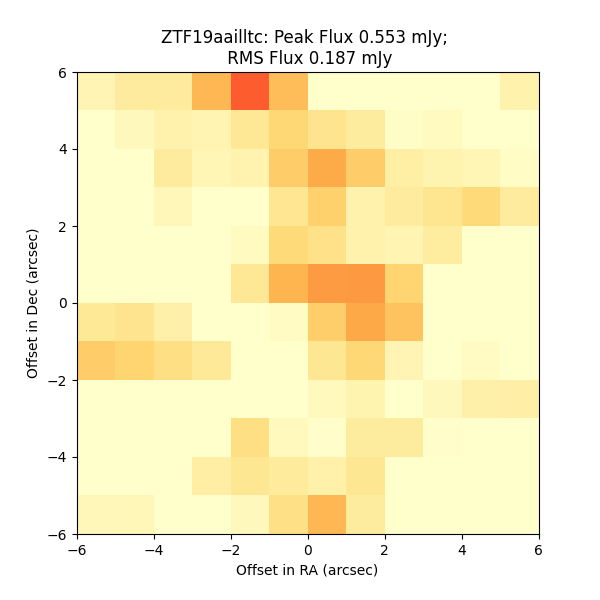 ZTF19aailltc: Peak Flux 0.553 mJy;
RMS Flux 0.187 mJy
6
4
2
0
−2
−4
−6
Offset in Dec (arcsec)
−6 −4 −2 0 2 4 6
Offset in RA (arcsec)